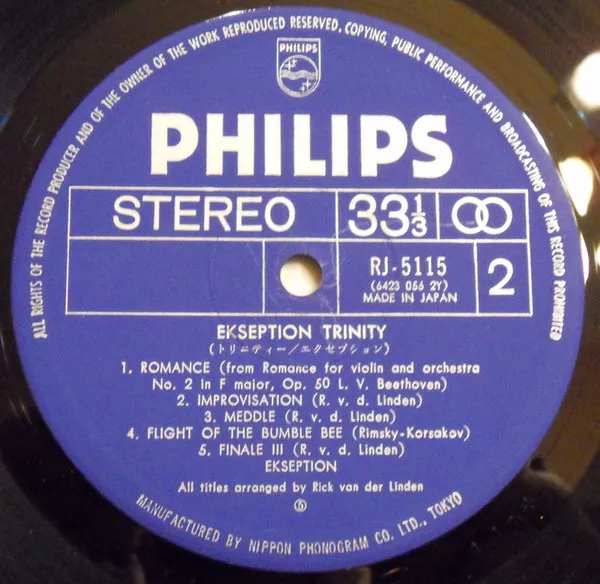 ALL RIGHTS OF THE RECORD PRODUCER AND OF THE OWNER OF THE WORK REPRODUCED RESERVED. COPYING, PUBLIC PERFORMANCE AND BROADCASTING OF THIS RECORD PROHIBITED
PHILIPS
PHILIPS
STEREO 33⅓
RJ-5115 2
(6423 056 2Y)
MADE IN JAPAN
EKSEPTION TRINITY
(トリニティー/エクセプション)
1. ROMANCE (from Romance for violin and orchestra
No. 2 in F major, Op. 50 L. V. Beethoven)
2. IMPROVISATION (R. v. d. Linden)
3. MEDDLE (R. v. d. Linden)
4. FLIGHT OF THE BUMBLE BEE (Rimsky-Korsakov)
5. FINALE III (R. v. d. Linden)
EKSEPTION
All titles arranged by Rick van der Linden
MANUFACTURED BY NIPPON PHONOGRAM CO. LTD., TOKYO